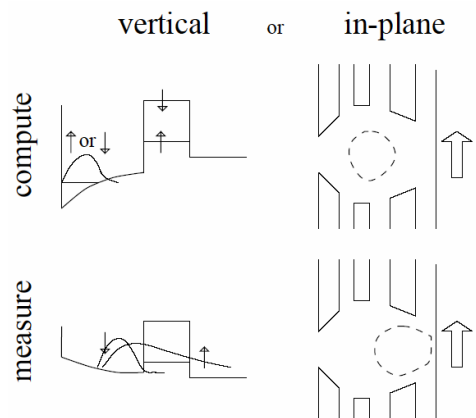 vertical or in-plane
compute
or
measure